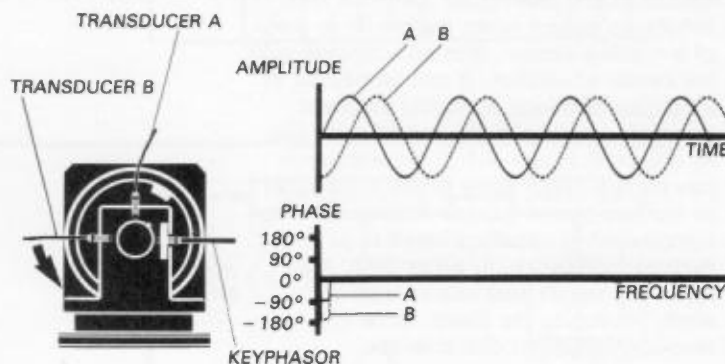 TRANSDUCER A
TRANSDUCER B
KEYPHASOR
A
B
AMPLITUDE
TIME
PHASE
180°
90°
0°
-90°
-180°
A
B
FREQUENCY